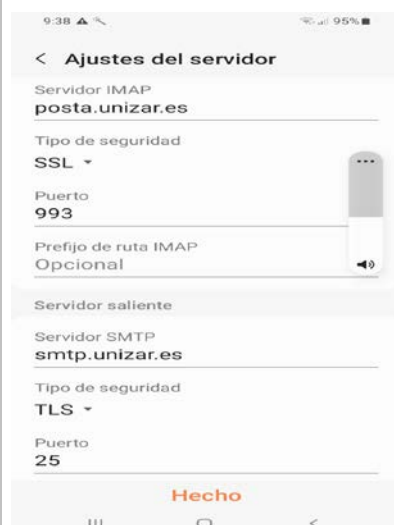 9:38
95%
< Ajustes del servidor
Servidor IMAP
posta.unizar.es
Tipo de seguridad
SSL
Puerto
993
Prefijo de ruta IMAP
Opcional
Servidor saliente
Servidor SMTP
smtp.unizar.es
Tipo de seguridad
TLS
Puerto
25
Hecho